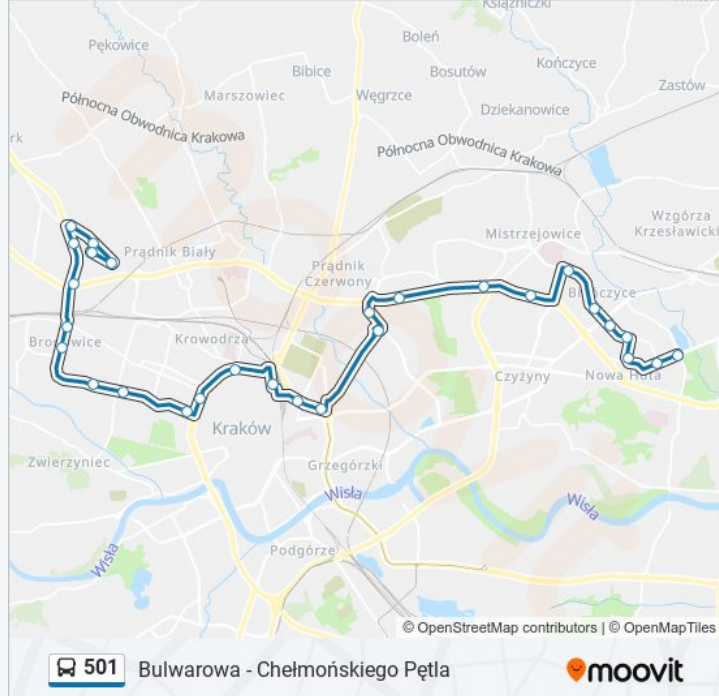 Książniczki
Boleń
Kończyce
Pękowice
Bibice
Bosutów
Zastów
Marszowiec
Węgrzce
Dziekanowice
Północna Obwodnica Krakowa
rk
Północna Obwodnica Krakowa
Wzgórza
Krzesławicki
Mistrzejowice
Prądnik Biały
Prądnik
Czerwony
Bieńczyce
Krowodrza
Bronowice
Czyżyny
Nowa Huta
Kraków
Zwierzyniec
Grzegórzki
Wisła
Wisła
Podgórze
Wisła
© OpenStreetMap contributors | © OpenMapTiles
501 Bulwarowa - Chełmońskiego Pętla
moovit